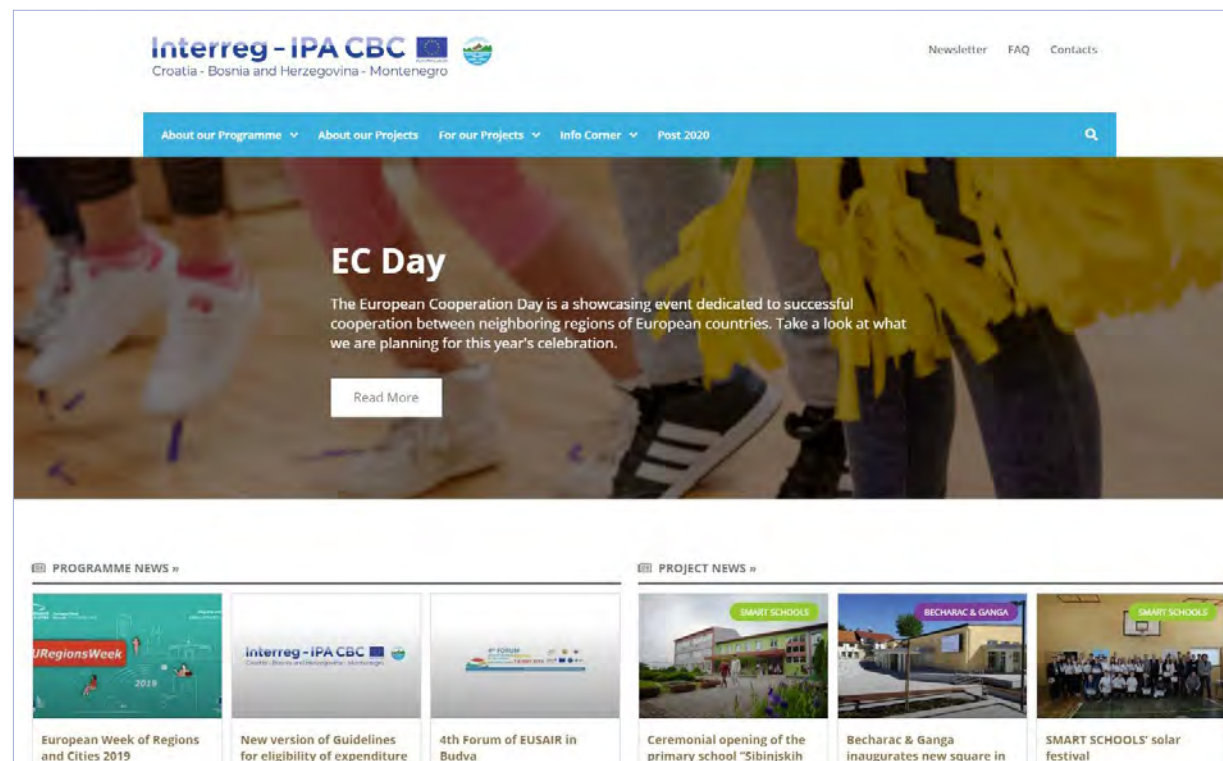 Interreg - IPA CBC
Croatia - Bosnia and Herzegovina - Montenegro
Newsletter FAQ Contacts
About our Programme About our Projects For our Projects Info Corner Post 2020
EC Day
The European Cooperation Day is a showcasing event dedicated to successful
cooperation between neighboring regions of European countries. Take a look at what
we are planning for this year's celebration.
Read More
PROGRAMME NEWS »
URegionsWeek
2019
Interreg - IPA CBC
Croatia - Bosnia and Herzegovina - Montenegro
4th FORUM
European Week of Regions
and Cities 2019
New version of Guidelines
for eligibility of expenditure
4th Forum of EUSAIR in
Budva
PROJECT NEWS »
SMART SCHOOLS
BECHARAC & GANGA
SMART SCHOOLS
Ceremonial opening of the
primary school "Sibinjskih
Becharac & Ganga
inaugurates new square in
SMART SCHOOLS' solar
festival